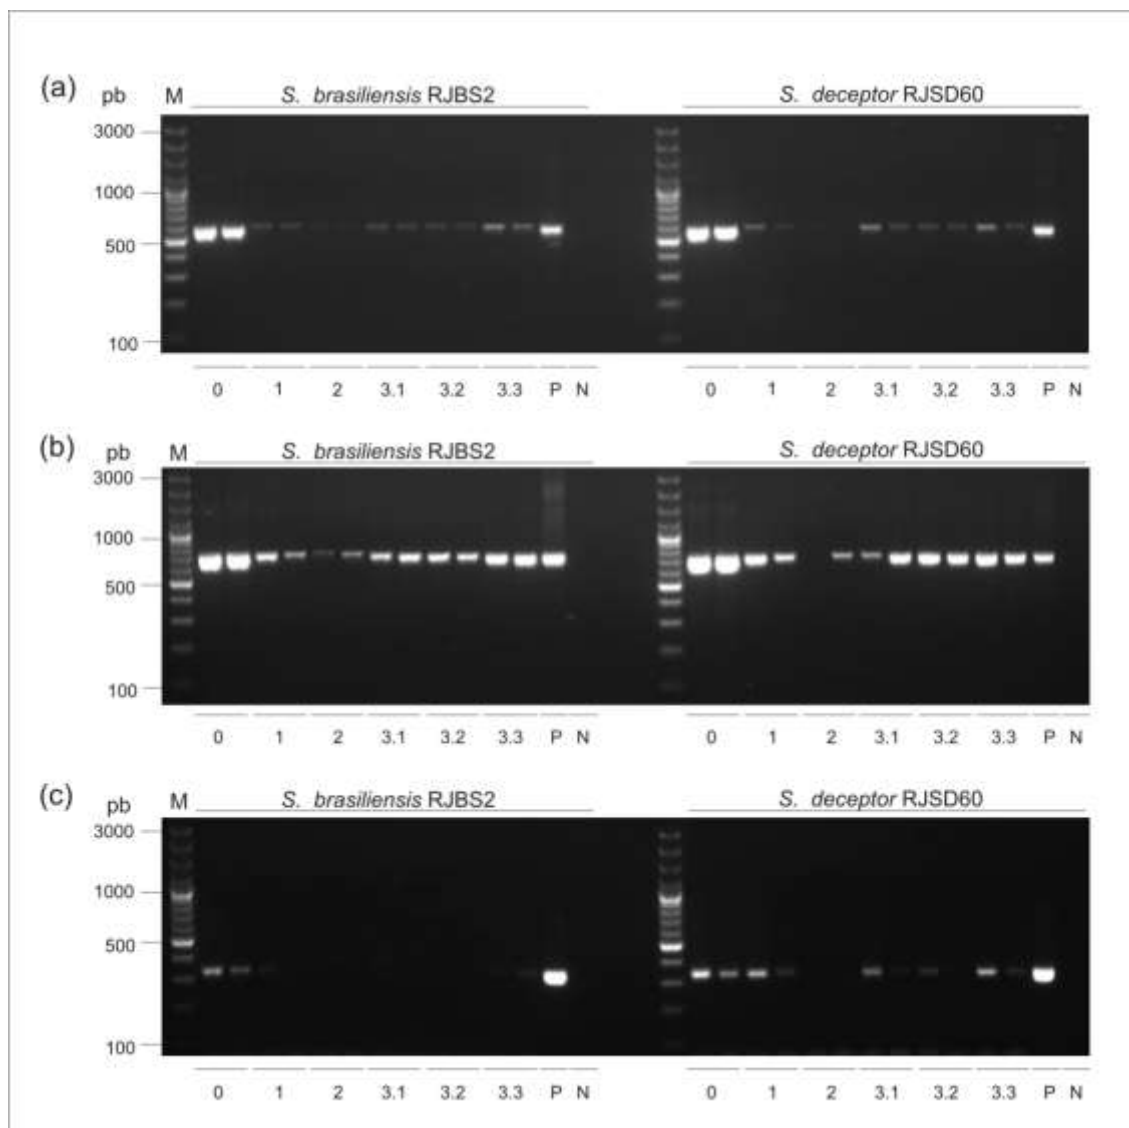 (a) pb M S. brasiliensis RJBS2 S. deceptor RJSD60
3000
1000
500
100
0 1 2 3.1 3.2 3.3 P N 0 1 2 3.1 3.2 3.3 P N
(b) pb M S. brasiliensis RJBS2 S. deceptor RJSD60
3000
1000
500
100
0 1 2 3.1 3.2 3.3 P N 0 1 2 3.1 3.2 3.3 P N
(c) pb M S. brasiliensis RJBS2 S. deceptor RJSD60
3000
1000
500
100
0 1 2 3.1 3.2 3.3 P N 0 1 2 3.1 3.2 3.3 P N